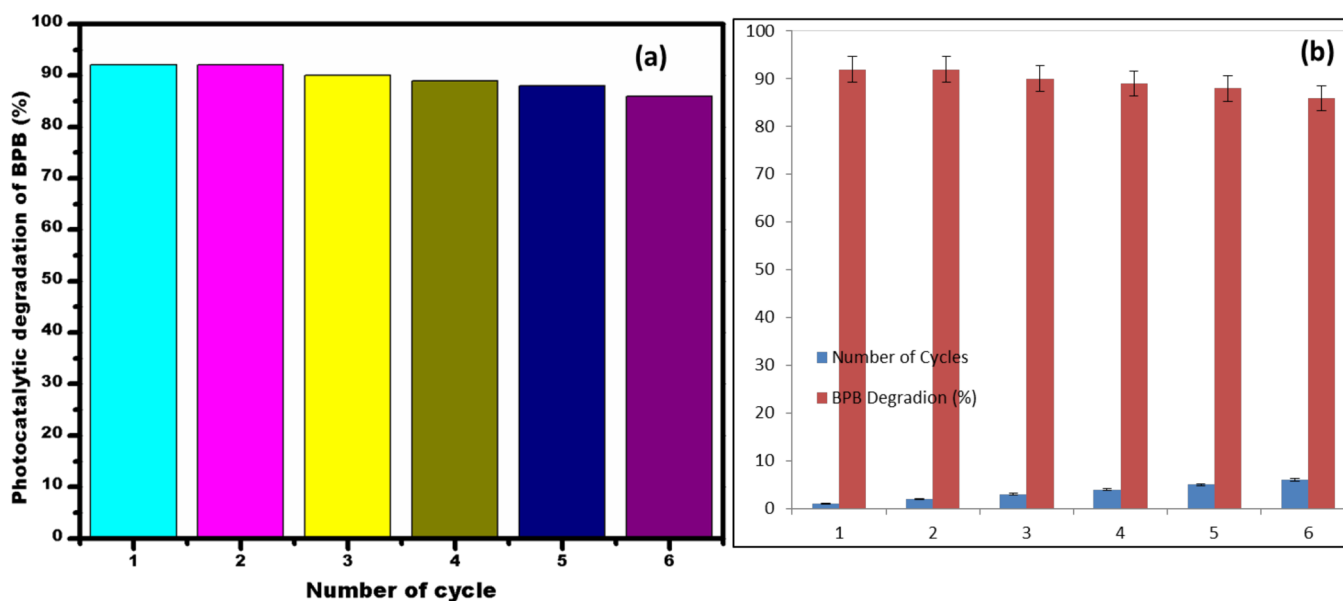 (a)
Photocatalytic degradation of BPB (%)
100
90
80
70
60
50
40
30
20
10
0
1 2 3 4 5 6
Number of cycle
(b)
100
90
80
70
60
50
40
30
20
10
0
Number of Cycles
BPB Degradion (%)
1 2 3 4 5 6